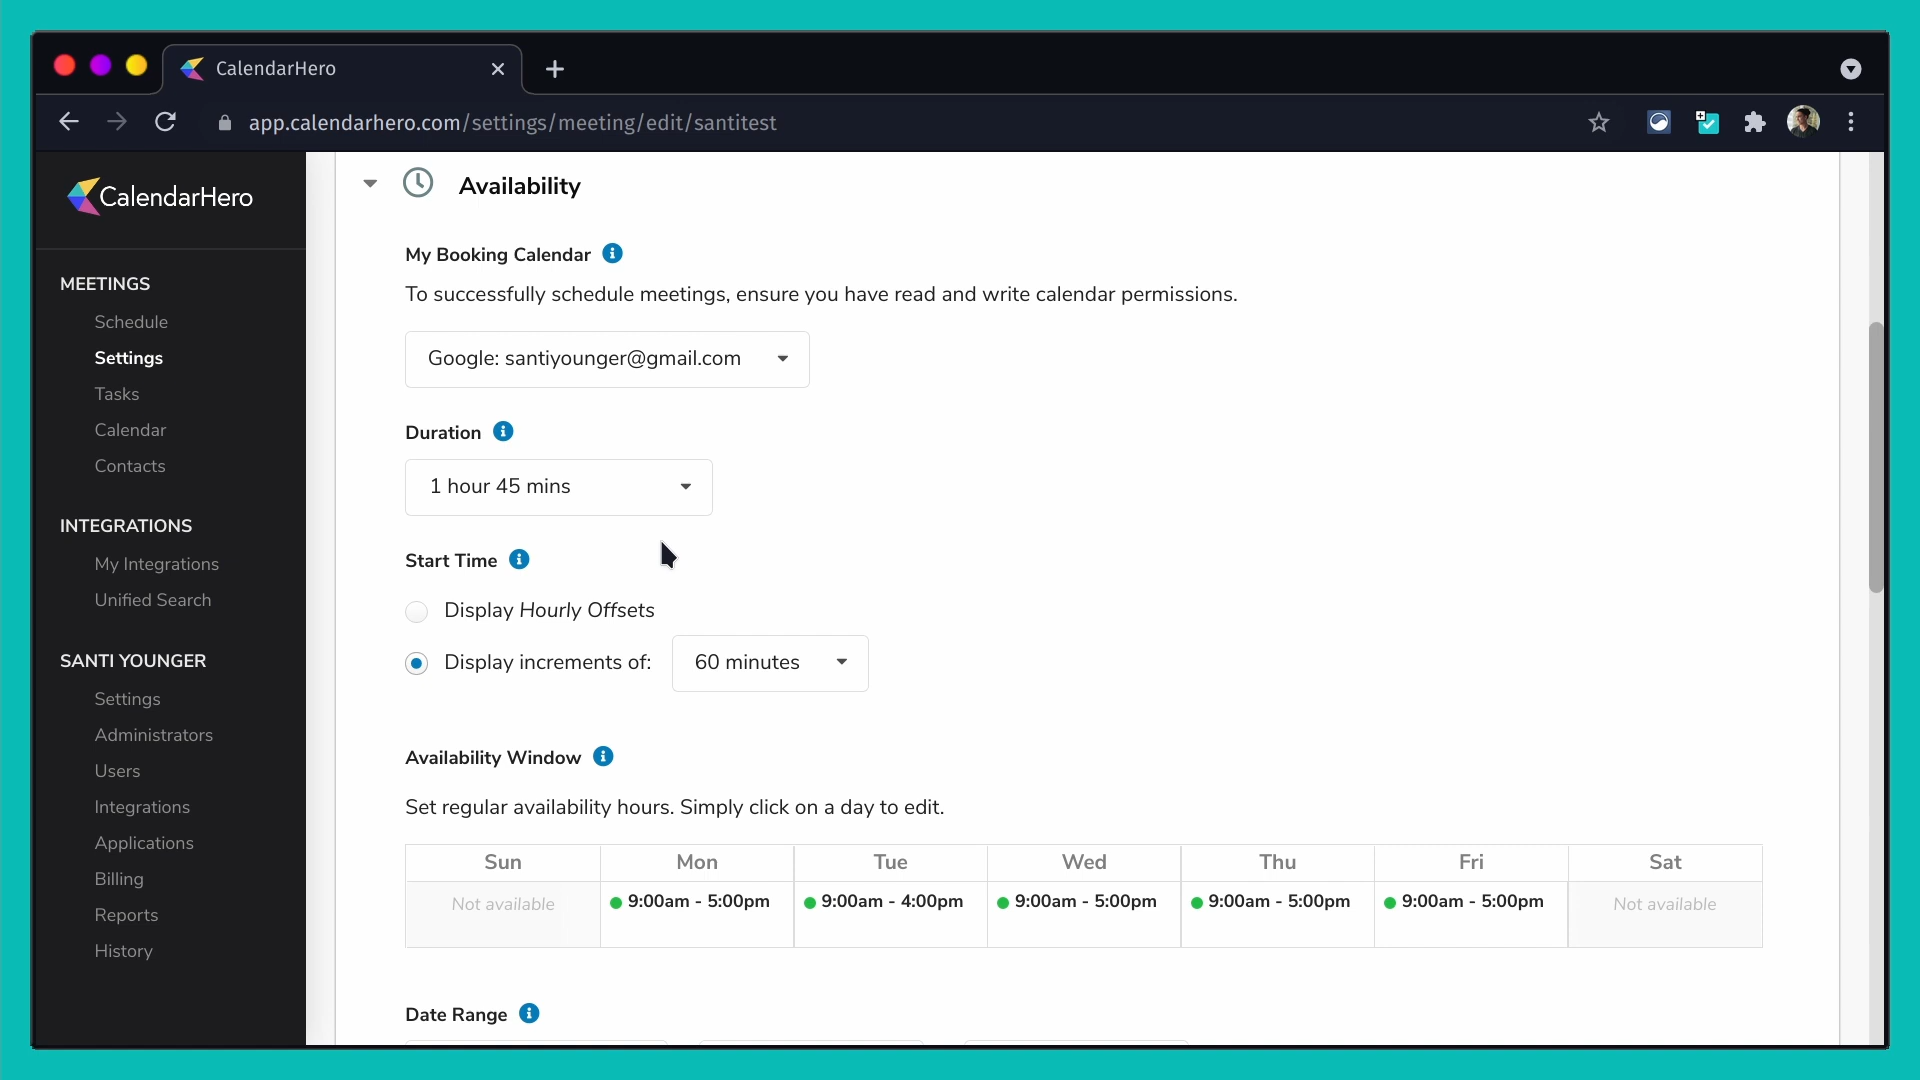 CalendarHero
app.calendarhero.com/settings/meeting/edit/santitest
CalendarHero
MEETINGS
Schedule
Settings
Tasks
Calendar
Contacts
INTEGRATIONS
My Integrations
Unified Search
SANTI YOUNGER
Settings
Administrators
Users
Integrations
Applications
Billing
Reports
History
Availability
My Booking Calendar
To successfully schedule meetings, ensure you have read and write calendar permissions.
Google: santiyounger@gmail.com
Duration
1 hour 45 mins
Start Time
Display Hourly Offsets
Display increments of: 60 minutes
Availability Window
Set regular availability hours. Simply click on a day to edit.
Sun Mon Tue Wed Thu Fri Sat
Not available 9:00am - 5:00pm 9:00am - 4:00pm 9:00am - 5:00pm 9:00am - 5:00pm 9:00am - 5:00pm Not available
Date Range